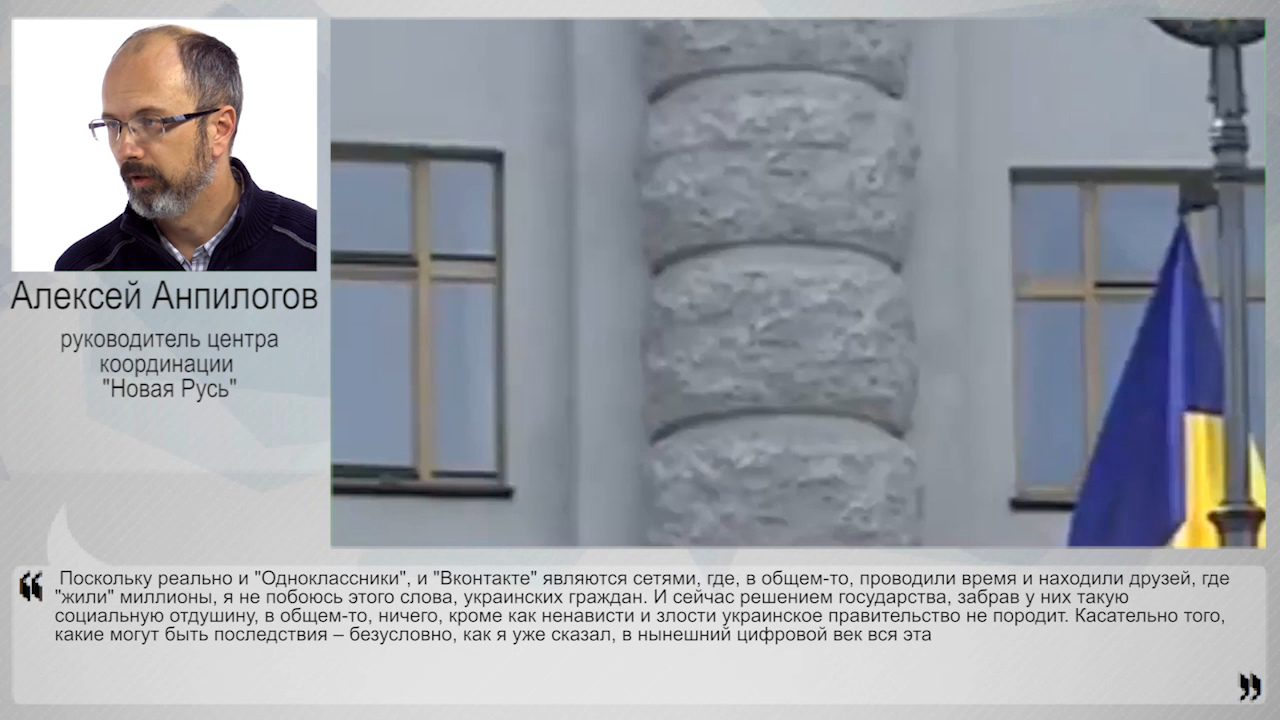 Алексей Анпилогов
руководитель центра
координации
"Новая Русь"
“ Поскольку реально и "Одноклассники", и "Вконтакте" являются сетями, где, в общем-то, проводили время и находили друзей, где
"жили" миллионы, я не побоюсь этого слова, украинских граждан. И сейчас решением государства, забрав у них такую
социальную отдушину, в общем-то, ничего, кроме как ненависти и злости украинское правительство не породит. Касательно того,
какие могут быть последствия – безусловно, как я уже сказал, в нынешний цифровой век вся эта
”